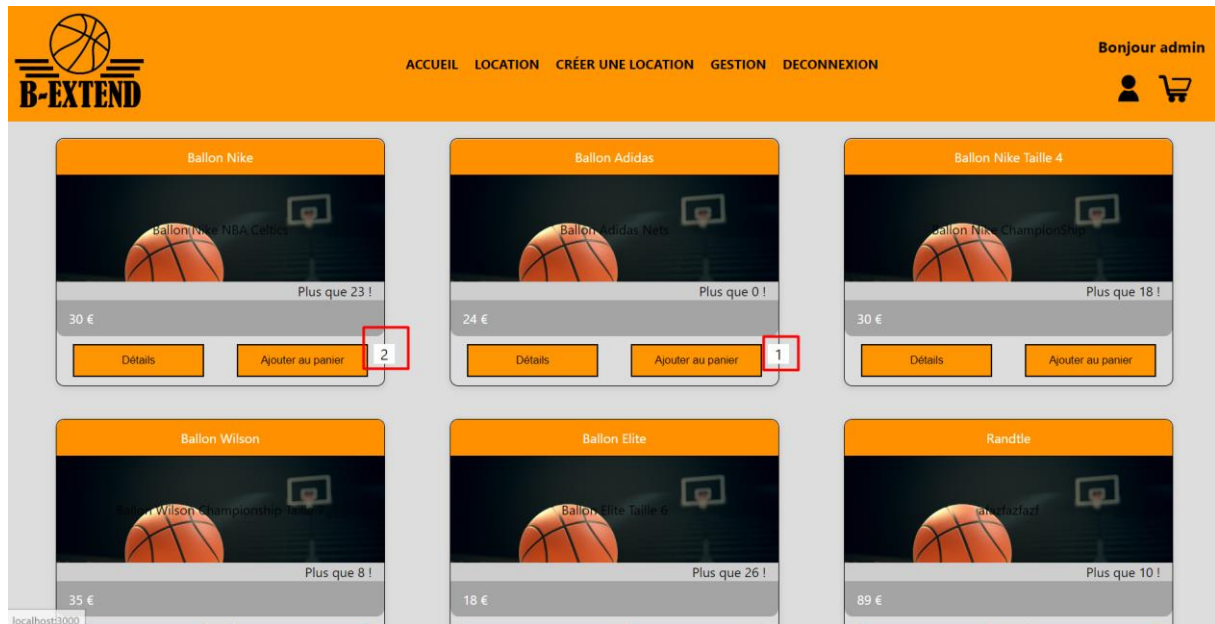 B-EXTEND
ACCUEIL LOCATION CRÉER UNE LOCATION GESTION DECONNEXION
Bonjour admin
Ballon Nike
Ballon Nike NBA Celtics
Plus que 23 !
30 €
Détails
Ajouter au panier
2
Ballon Adidas
Ballon Adidas Nets
Plus que 0 !
24 €
Détails
Ajouter au panier
1
Ballon Nike Taille 4
Ballon Nike ChampionShip
Plus que 18 !
30 €
Détails
Ajouter au panier
Ballon Wilson
Ballon Wilson Championship Taille
Plus que 8 !
35 €
Ballon Elite
Ballon Elite Taille 6
Plus que 26 !
18 €
Randtle
Plus que 10 !
89 €
localhost:3000